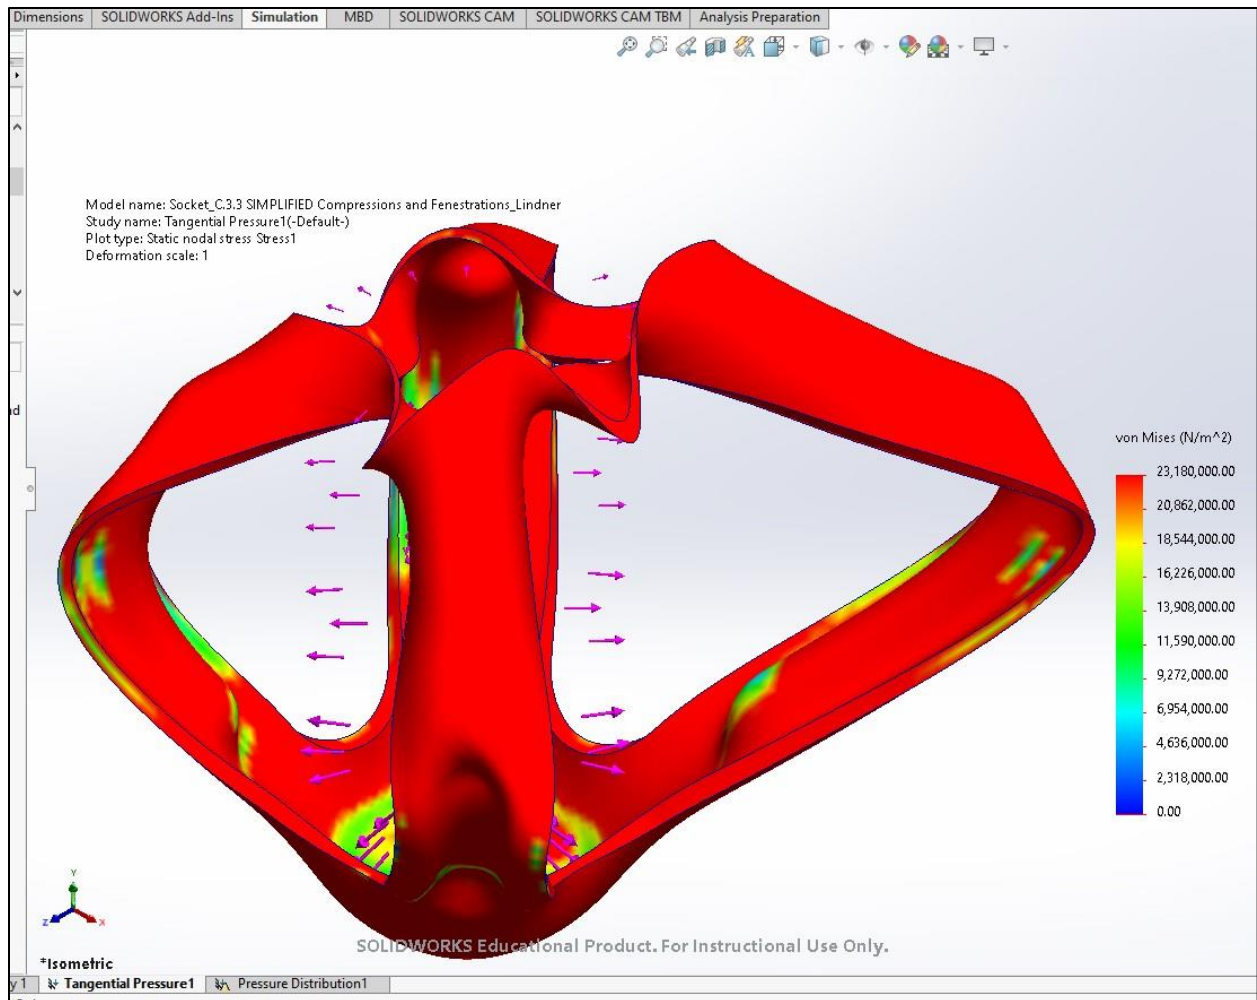 Dimensions SOLIDWORKS Add-Ins Simulation MBD SOLIDWORKS CAM SOLIDWORKS CAM TBM Analysis Preparation
Model name: Socket_C.3.3 SIMPLIFIED Compressions and Fenestrations_Lindner
Study name: Tangential Pressure1(-Default-)
Plot type: Static nodal stress Stress1
Deformation scale: 1
von Mises (N/m^2)
23,180,000.00
20,862,000.00
18,544,000.00
16,226,000.00
13,908,000.00
11,590,000.00
9,272,000.00
6,954,000.00
4,636,000.00
2,318,000.00
0.00
Y
Z X
SOLIDWORKS Educational Product. For Instructional Use Only.
*Isometric
y 1 Tangential Pressure1 Pressure Distribution1